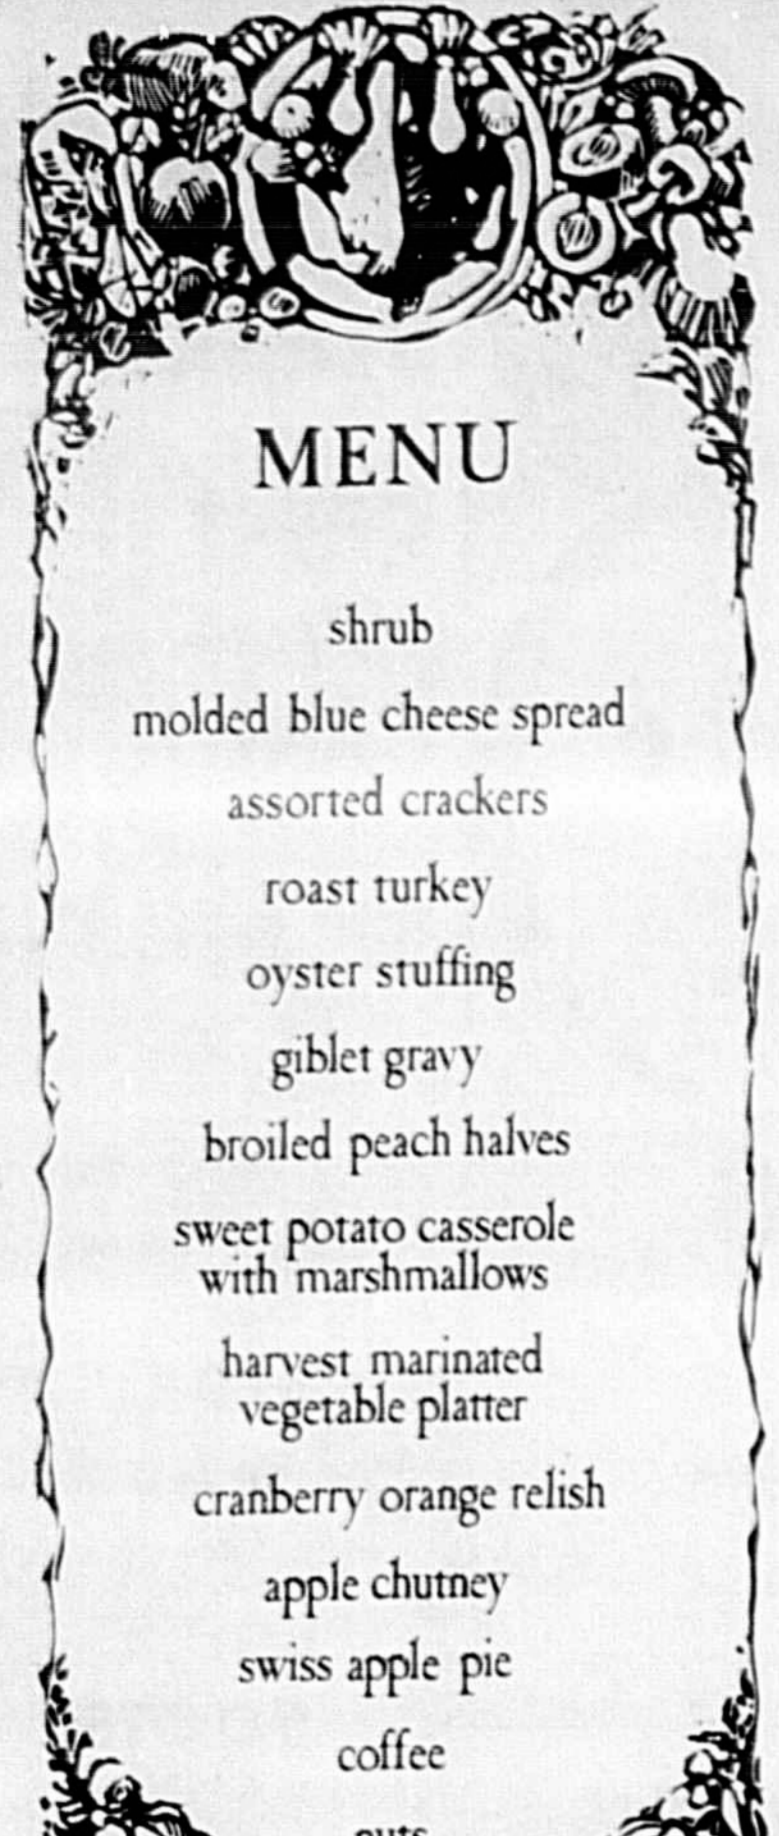 MENU
shrub
molded blue cheese spread
assorted crackers
roast turkey
oyster stuffing
giblet gravy
broiled peach halves
sweet potato casserole
with marshmallows
harvest marinated
vegetable platter
cranberry orange relish
apple chutney
swiss apple pie
coffee